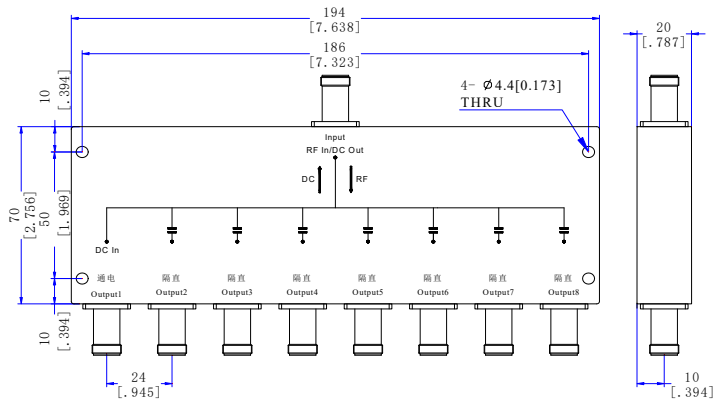 194
[7.638]
186
[7.323]
20
[.787]
10
[.394]
4- Ø4.4[0.173]
THRU
Input
RF In/DC Out
DC
RF
70
[2.756]
50
[1.969]
DC In
通电
隔直
隔直
隔直
隔直
隔直
隔直
隔直
Output1
Output2
Output3
Output4
Output5
Output6
Output7
Output8
10
[.394]
24
[.945]
10
[.394]